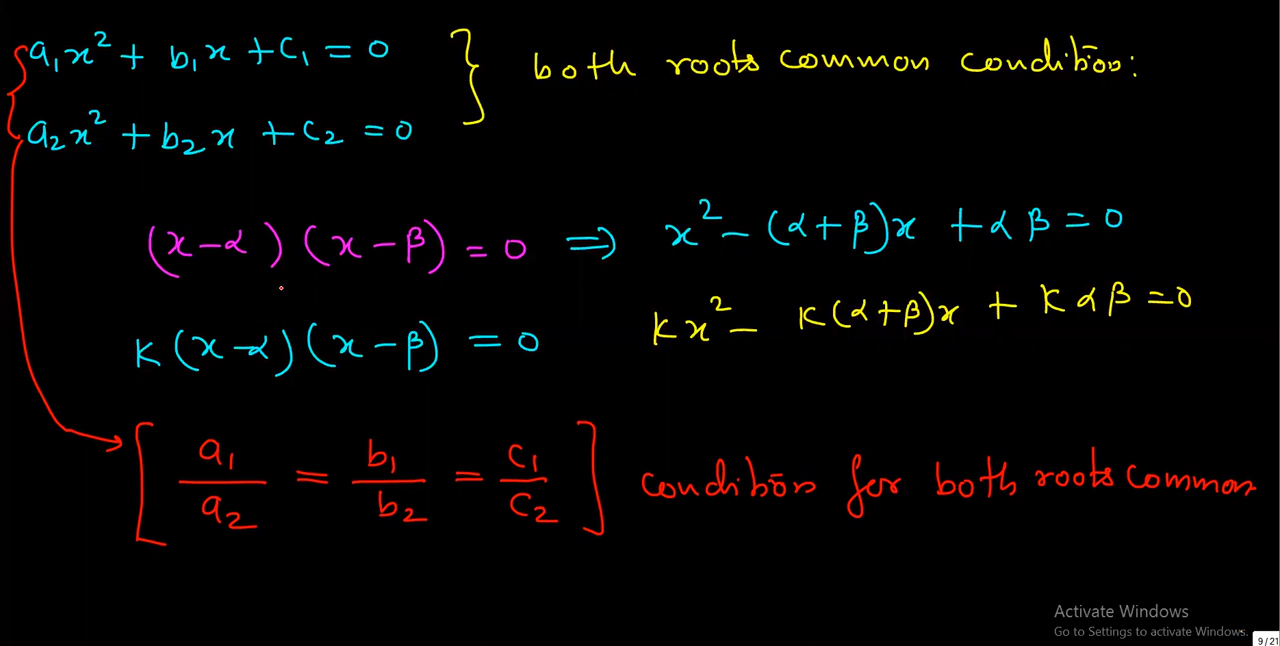 a₁x² + b₁x + c₁ = 0 } both roots common condition:
a₂x² + b₂x + c₂ = 0
(x-α) (x-β) = 0 ⇒ x² - (α+β)x + αβ = 0
K(x-α)(x-β) = 0
Kx² - K(α+β)x + Kαβ = 0
[ a₁/a₂ = b₁/b₂ = c₁/c₂ ] condition for both roots common
Activate Windows
Go to Settings to activate Windows.
9/21